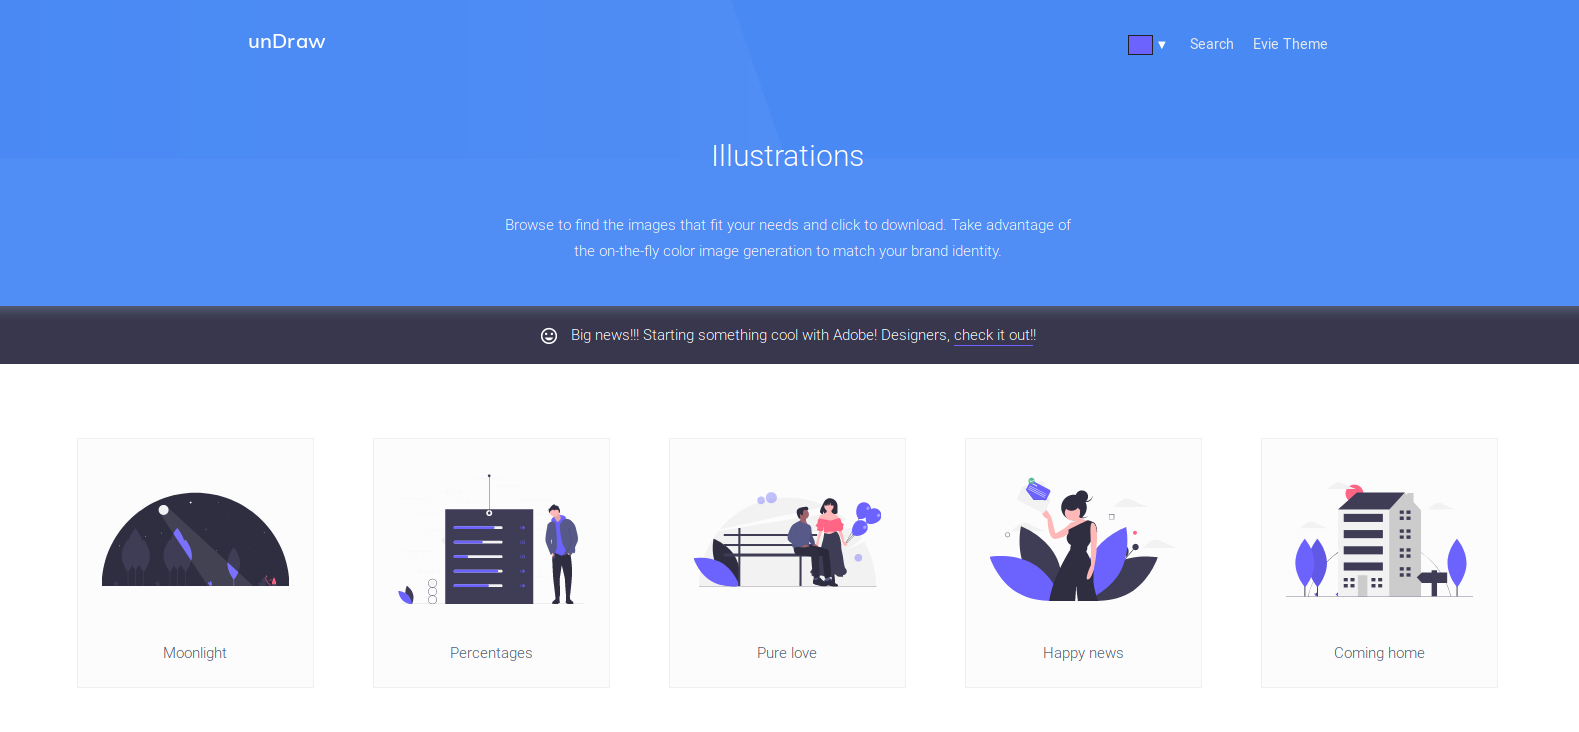 unDraw
▼ Search Evie Theme
Illustrations
Browse to find the images that fit your needs and click to download. Take advantage of
the on-the-fly color image generation to match your brand identity.
Big news!!! Starting something cool with Adobe! Designers, check it out!!
Moonlight
Percentages
Pure love
Happy news
Coming home